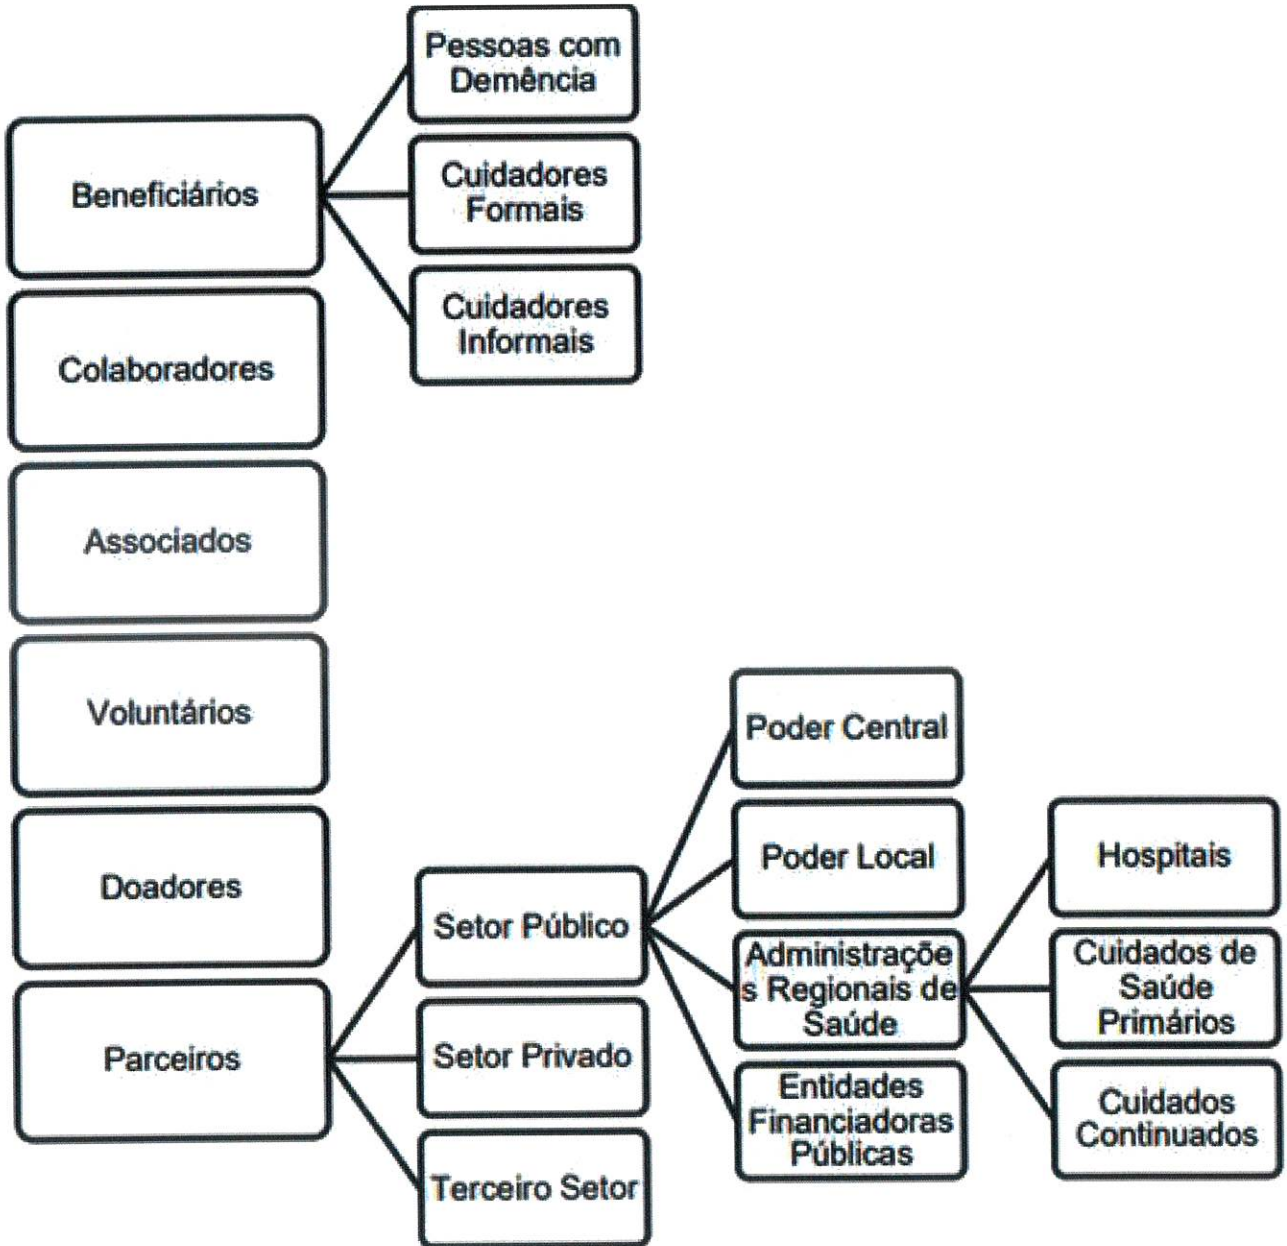 Pessoas com
Demência
Beneficiários
Cuidadores
Formais
Cuidadores
Informais
Colaboradores
Associados
Voluntários
Doadores
Parceiros
Setor Público
Setor Privado
Terceiro Setor
Poder Central
Poder Local
Administraçõe
s Regionais de
Saúde
Entidades
Financiadoras
Públicas
Hospitais
Cuidados de
Saúde
Primários
Cuidados
Continuados